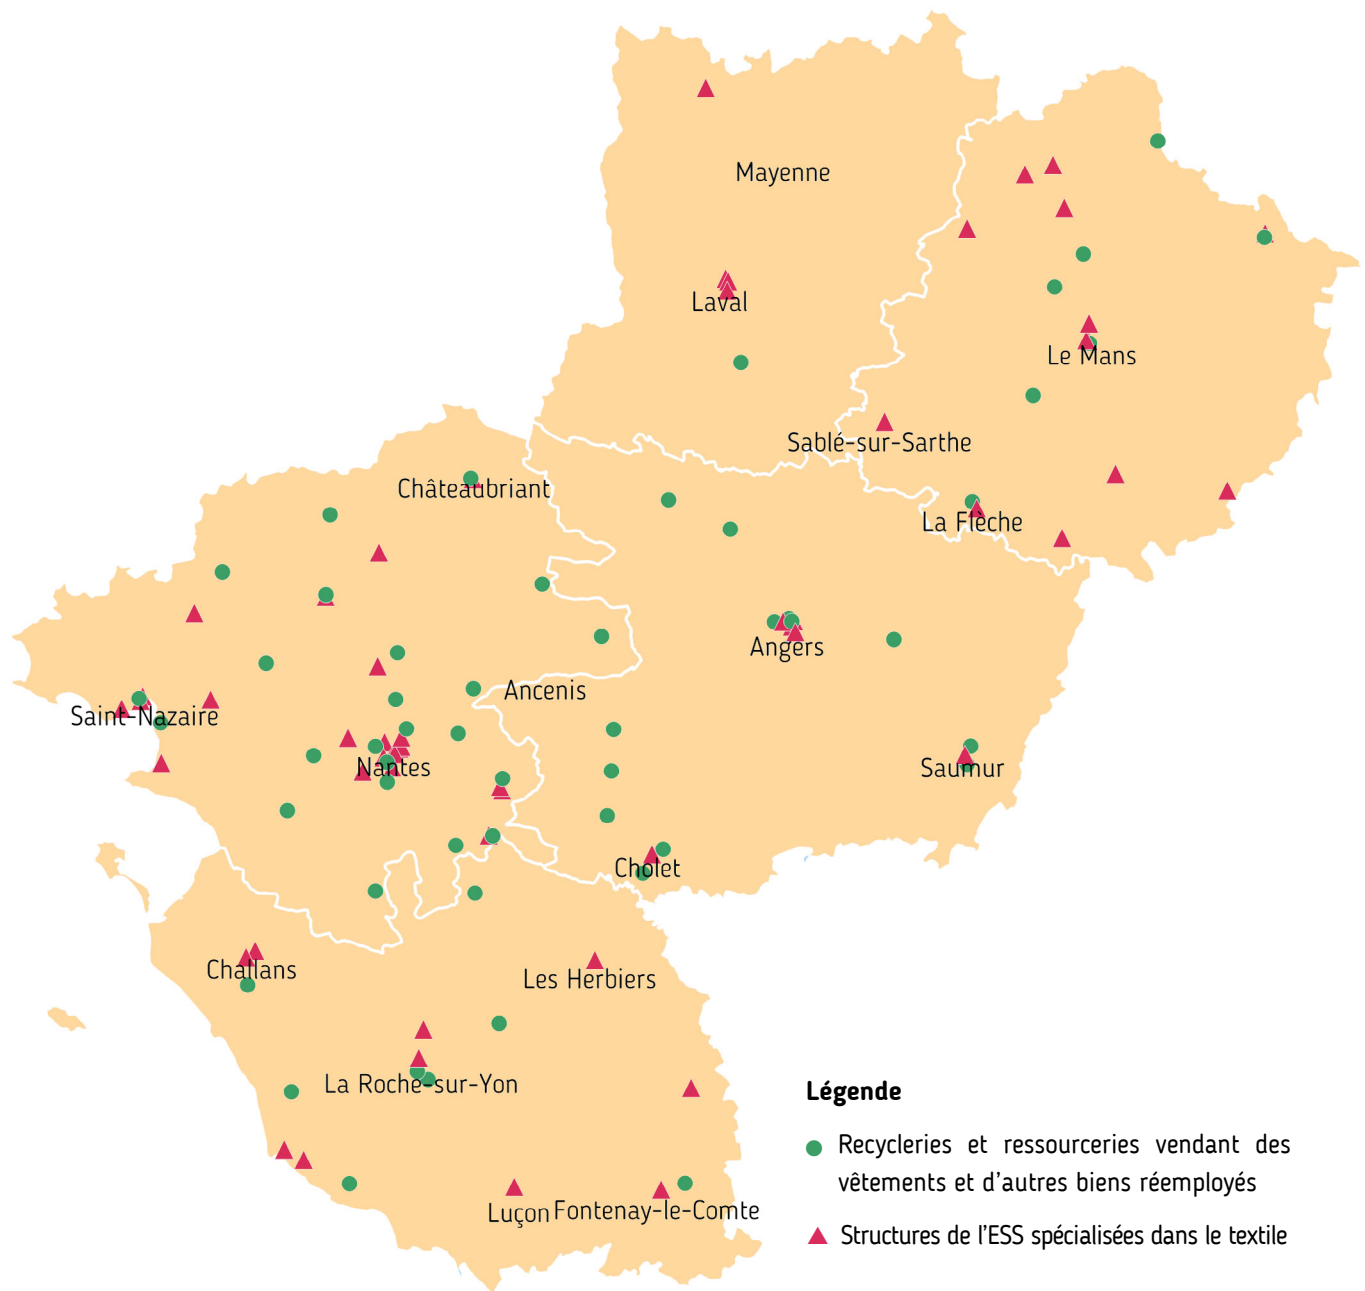 Mayenne
Laval
Le Mans
Sablé-sur-Sarthe
Châteaubriant
La Flèche
Angers
Ancenis
Saint-Nazaire
Nantes
Saumur
Cholet
Challans
Les Herbiers
La Roche-sur-Yon
Luçon
Fontenay-le-Comte
Légende
Recycleries et ressourceries vendant des
vêtements et d'autres biens réemployés
Structures de l'ESS spécialisées dans le textile